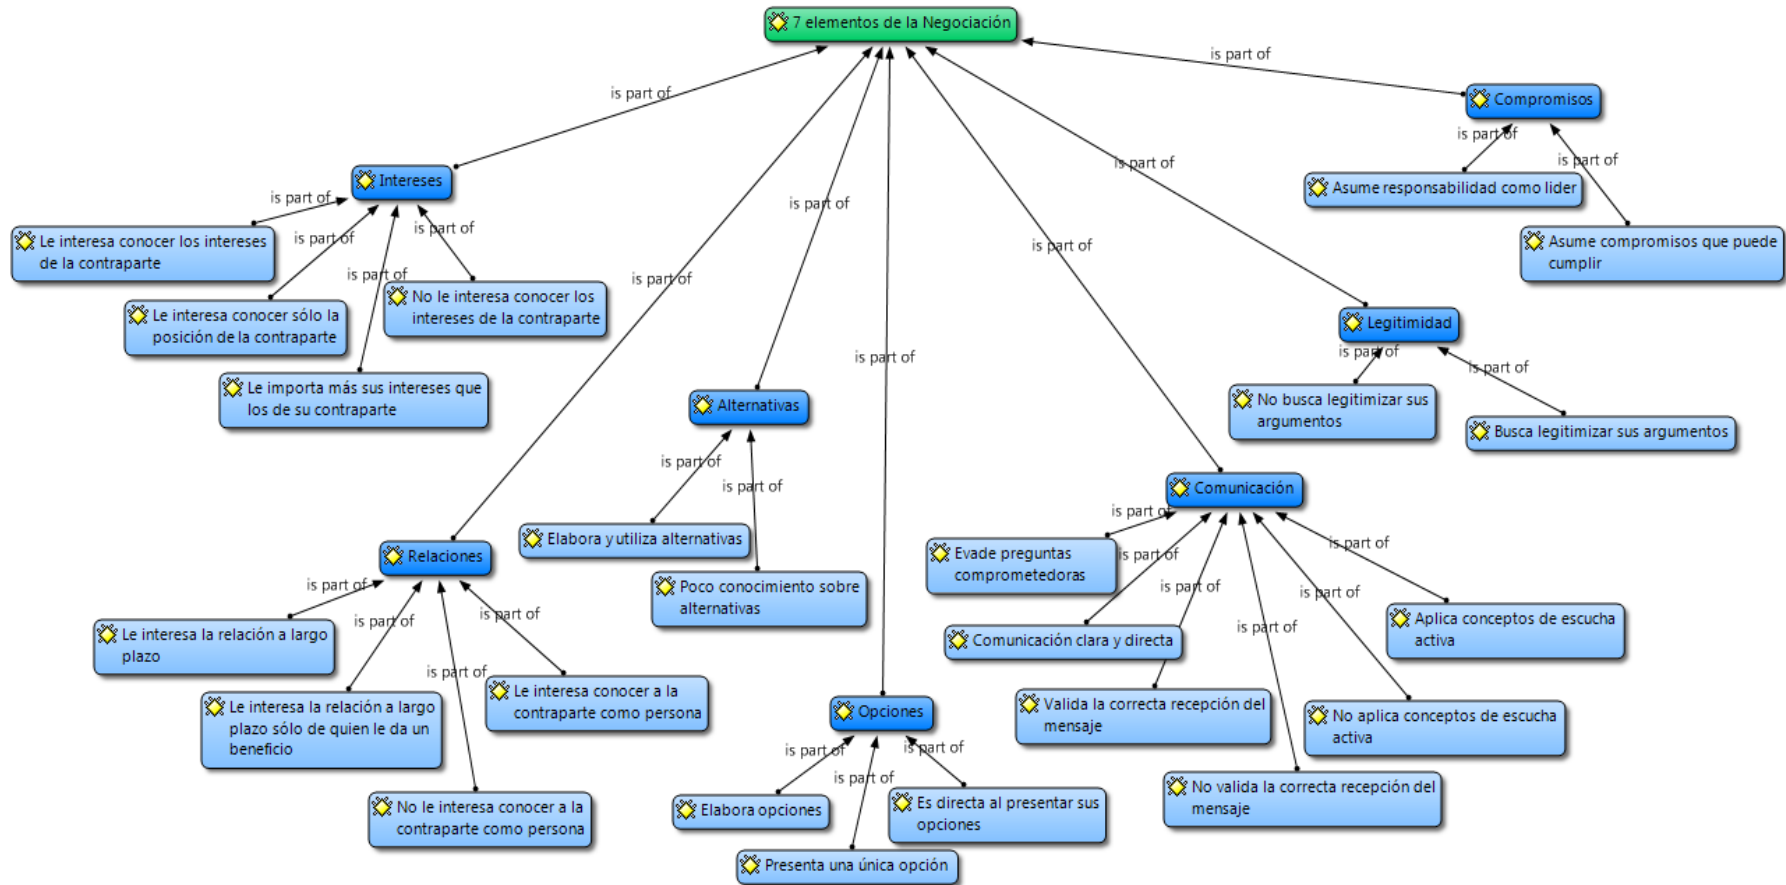 7 elementos de la Negociación
is part of
Compromisos
is part of
is part of
Asume responsabilidad como lider
Asume compromisos que puede
cumplir
is part of
Intereses
is part of
is part of
is part of
is part of
Le interesa conocer los intereses
de la contraparte
Le interesa conocer sólo la
posición de la contraparte
Le importa más sus intereses que
los de su contraparte
No le interesa conocer los
intereses de la contraparte
is part of
Relaciones
is part of
is part of
is part of
is part of
Le interesa la relación a largo
plazo
Le interesa la relación a largo
plazo sólo de quien le da un
beneficio
No le interesa conocer a la
contraparte como persona
Le interesa conocer a la
contraparte como persona
is part of
Alternativas
is part of
is part of
Elabora y utiliza alternativas
Poco conocimiento sobre
alternativas
is part of
Opciones
is part of
is part of
is part of
Elabora opciones
Presenta una única opción
Es directa al presentar sus
opciones
is part of
Comunicación
is part of
is part of
is part of
is part of
is part of
is part of
Evade preguntas
comprometedoras
Comunicación clara y directa
Valida la correcta recepción del
mensaje
No valida la correcta recepción del
mensaje
No aplica conceptos de escucha
activa
Aplica conceptos de escucha
activa
is part of
Legitimidad
is part of
is part of
No busca legitimizar sus
argumentos
Busca legitimizar sus argumentos